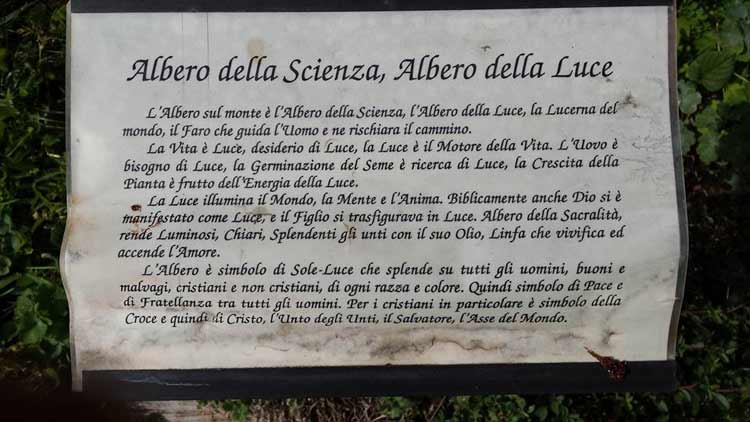 Albero della Scienza, Albero della Luce
L'Albero sul monte è l'Albero della Scienza, l'Albero della Luce, la Lucerna del
mondo, il Faro che guida l'Uomo e ne rischiara il cammino.
La Vita è Luce, desiderio di Luce, la Luce è il Motore della Vita. L'Uovo è
bisogno di Luce, la Germinazione del Seme è ricerca di Luce, la Crescita della
Pianta è frutto dell'Energia della Luce.
La Luce illumina il Mondo, la Mente e l'Anima. Biblicamente anche Dio si è
manifestato come Luce, e il Figlio si trasfigurava in Luce. Albero della Sacralità,
rende Luminosi, Chiari, Splendenti gli unti con il suo Olio, Linfa che vivifica ed
accende l'Amore.
L'Albero è simbolo di Sole-Luce che splende su tutti gli uomini, buoni e
malvagi, cristiani e non cristiani, di ogni razza e colore. Quindi simbolo di Pace e
di Fratellanza tra tutti gli uomini. Per i cristiani in particolare è simbolo della
Croce e quindi di Cristo, l'Unto degli Unti, il Salvatore, l'Asse del Mondo.